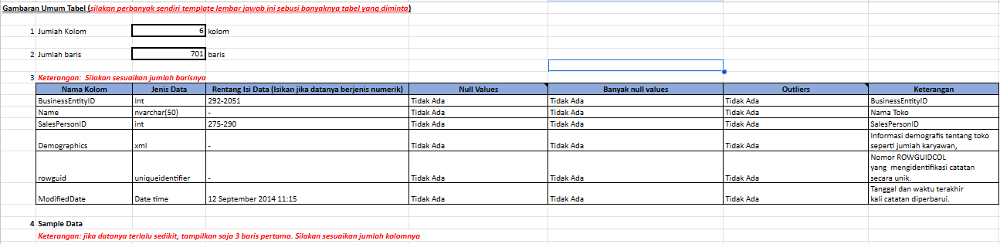 Gambaran Umum Tabel (silakan perbanyak sendiri template lembar jawab ini sebusi banyaknya tabel yang diminta)
1 Jumlah Kolom 6 kolom
2 Jumlah baris 701 baris
3 Keterangan: Silakan sesuaikan jumlah barisnya
Nama Kolom Jenis Data Rentang Isi Data (Isikan jika datanya berjenis numerik) Null Values Banyak null values Outliers Keterangan
BusinessEntityID Int 292-2051 Tidak Ada Tidak Ada Tidak Ada BusinessEntityID
Name nvarchar(50) - Tidak Ada Tidak Ada Tidak Ada Nama Toko
SalesPersonID int 275-290 Tidak Ada Tidak Ada Tidak Ada SalesPersonID
Informasi demografis tentang toko
Demographics xml - Tidak Ada Tidak Ada Tidak Ada seperti jumlah karyawan,
Nomor ROWGUIDCOL
yang mengidentifikasi catatan
rowguid uniqueidentifier - Tidak Ada Tidak Ada Tidak Ada secara unik.
Tanggal dan waktu terakhir
ModifiedDate Date time 12 September 2014 11:15 Tidak Ada Tidak Ada Tidak Ada kali catatan diperbarui.
4 Sample Data
Keterangan: jika datanya terlalu sedikit, tampilkan saja 3 baris pertama. Silakan sesuaikan jumlah kolomnya